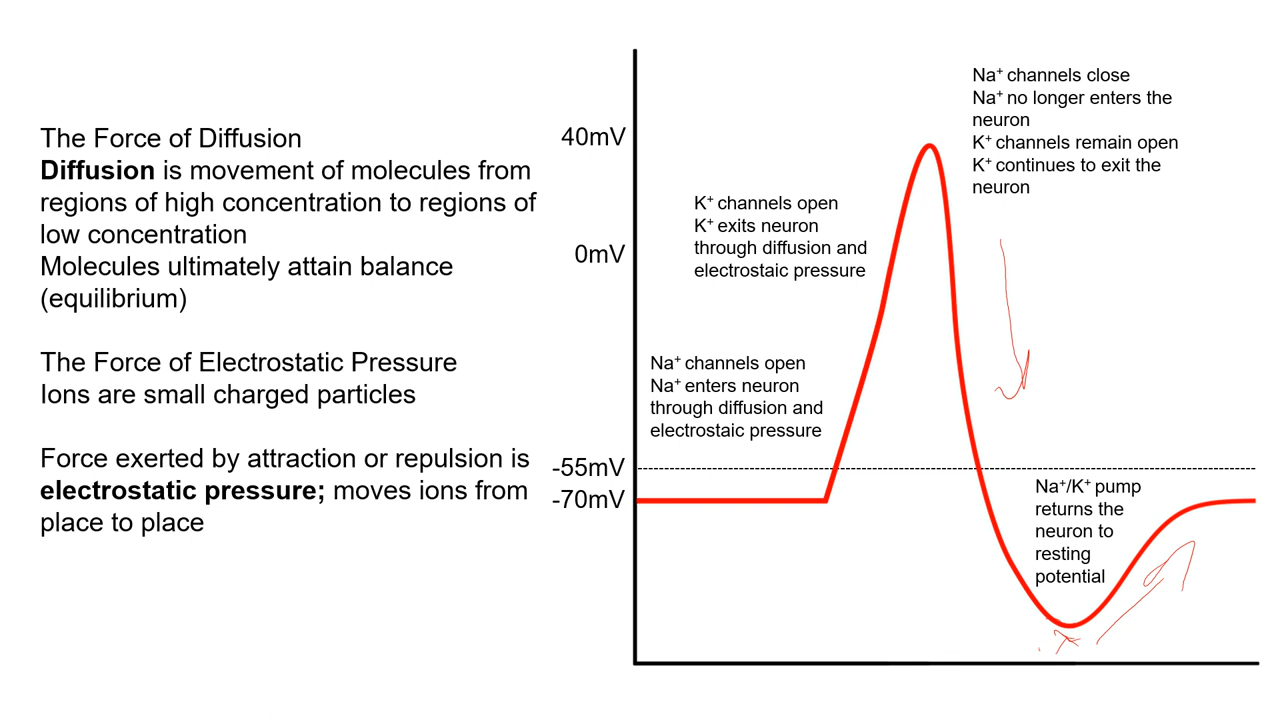 The Force of Diffusion
Diffusion is movement of molecules from
regions of high concentration to regions of
low concentration
Molecules ultimately attain balance
(equilibrium)
The Force of Electrostatic Pressure
Ions are small charged particles
Force exerted by attraction or repulsion is
electrostatic pressure; moves ions from
place to place
40mV
0mV
-55mV
-70mV
Na⁺ channels open
Na⁺ enters neuron
through diffusion and
electrostaic pressure
K⁺ channels open
K⁺ exits neuron
through diffusion and
electrostaic pressure
Na⁺ channels close
Na⁺ no longer enters the
neuron
K⁺ channels remain open
K⁺ continues to exit the
neuron
Na⁺/K⁺ pump
returns the
neuron to
resting
potential